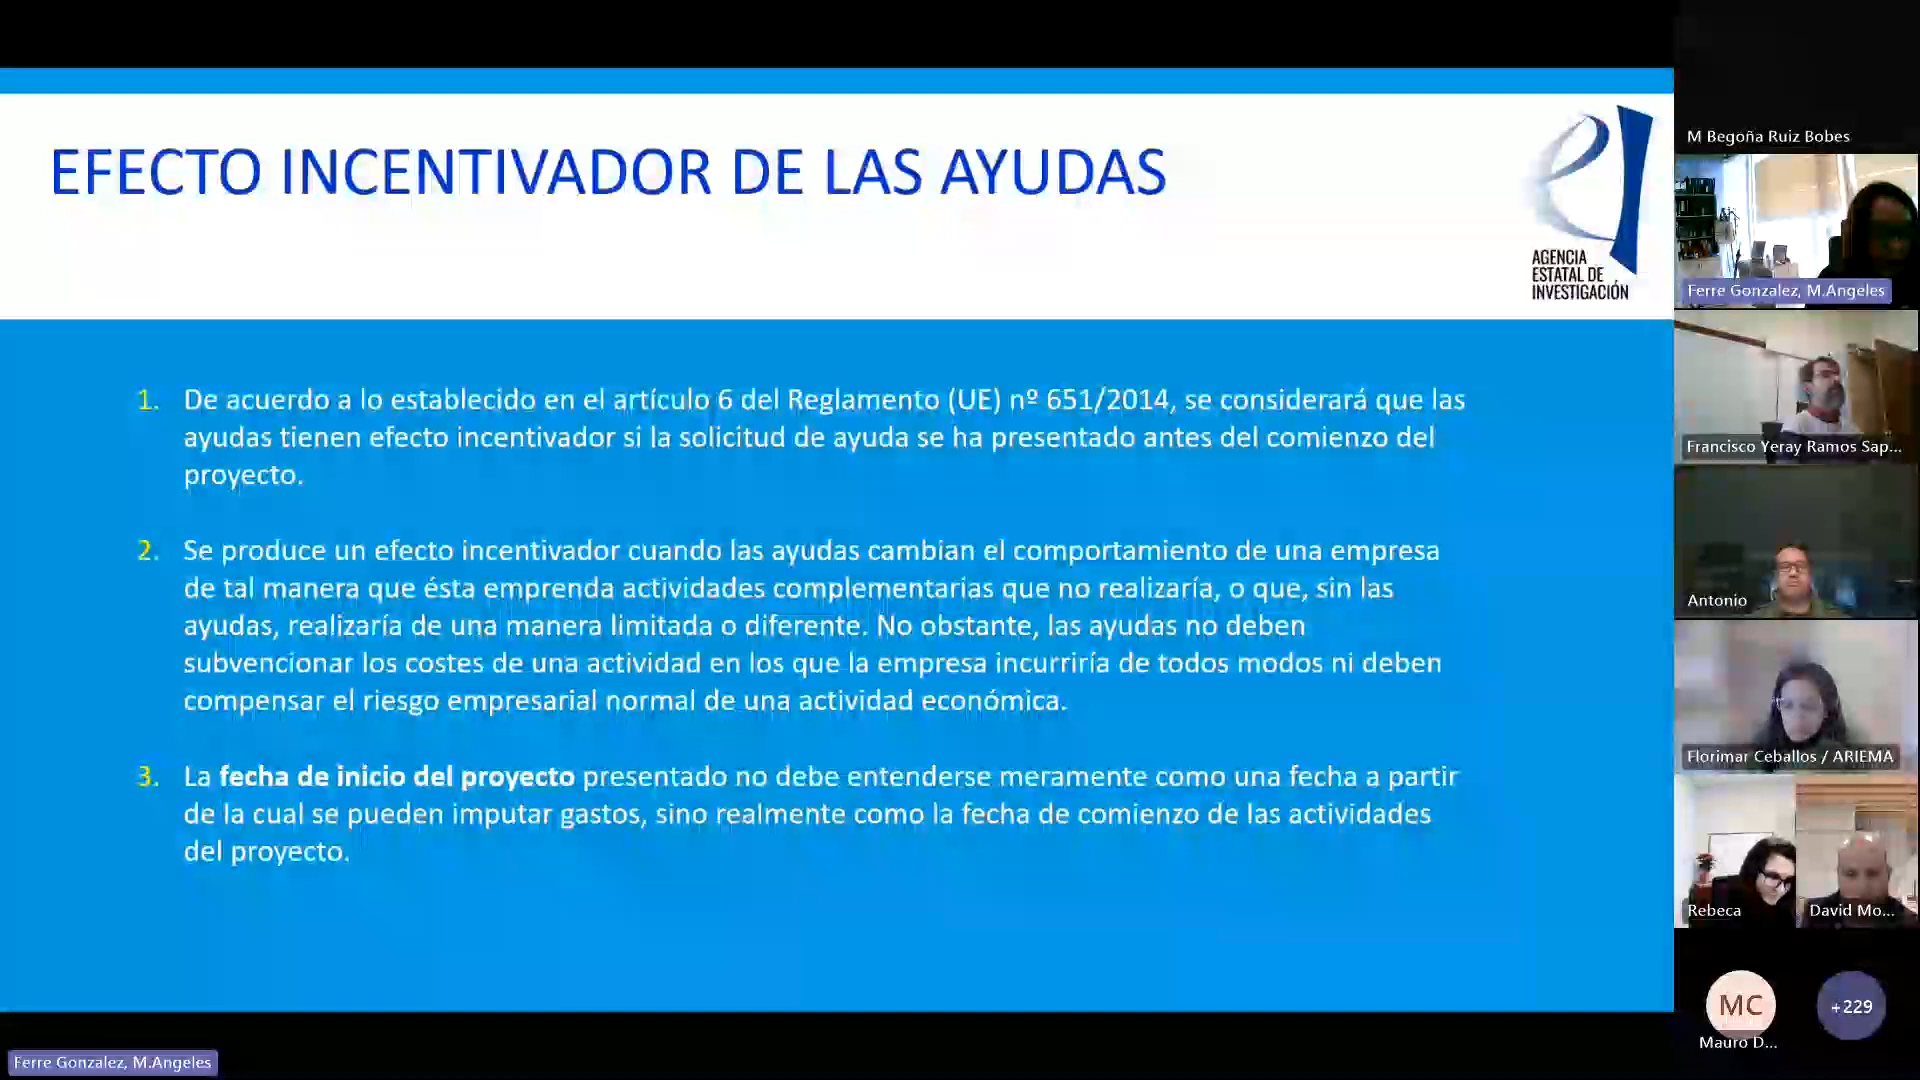 EFECTO INCENTIVADOR DE LAS AYUDAS
AGENCIA
ESTATAL DE
INVESTIGACIÓN
1. De acuerdo a lo establecido en el artículo 6 del Reglamento (UE) nº 651/2014, se considerará que las
ayudas tienen efecto incentivador si la solicitud de ayuda se ha presentado antes del comienzo del
proyecto.
2. Se produce un efecto incentivador cuando las ayudas cambian el comportamiento de una empresa
de tal manera que ésta emprenda actividades complementarias que no realizaría, o que, sin las
ayudas, realizaría de una manera limitada o diferente. No obstante, las ayudas no deben
subvencionar los costes de una actividad en los que la empresa incurriría de todos modos ni deben
compensar el riesgo empresarial normal de una actividad económica.
3. La fecha de inicio del proyecto presentado no debe entenderse meramente como una fecha a partir
de la cual se pueden imputar gastos, sino realmente como la fecha de comienzo de las actividades
del proyecto.
Ferre Gonzalez, M.Angeles
M Begoña Ruiz Bobes
Ferre Gonzalez, M.Angeles
Francisco Yeray Ramos Sap...
Antonio
Florimar Ceballos / ARIEMA
Rebeca
David Mo...
MC
+229
Mauro D...